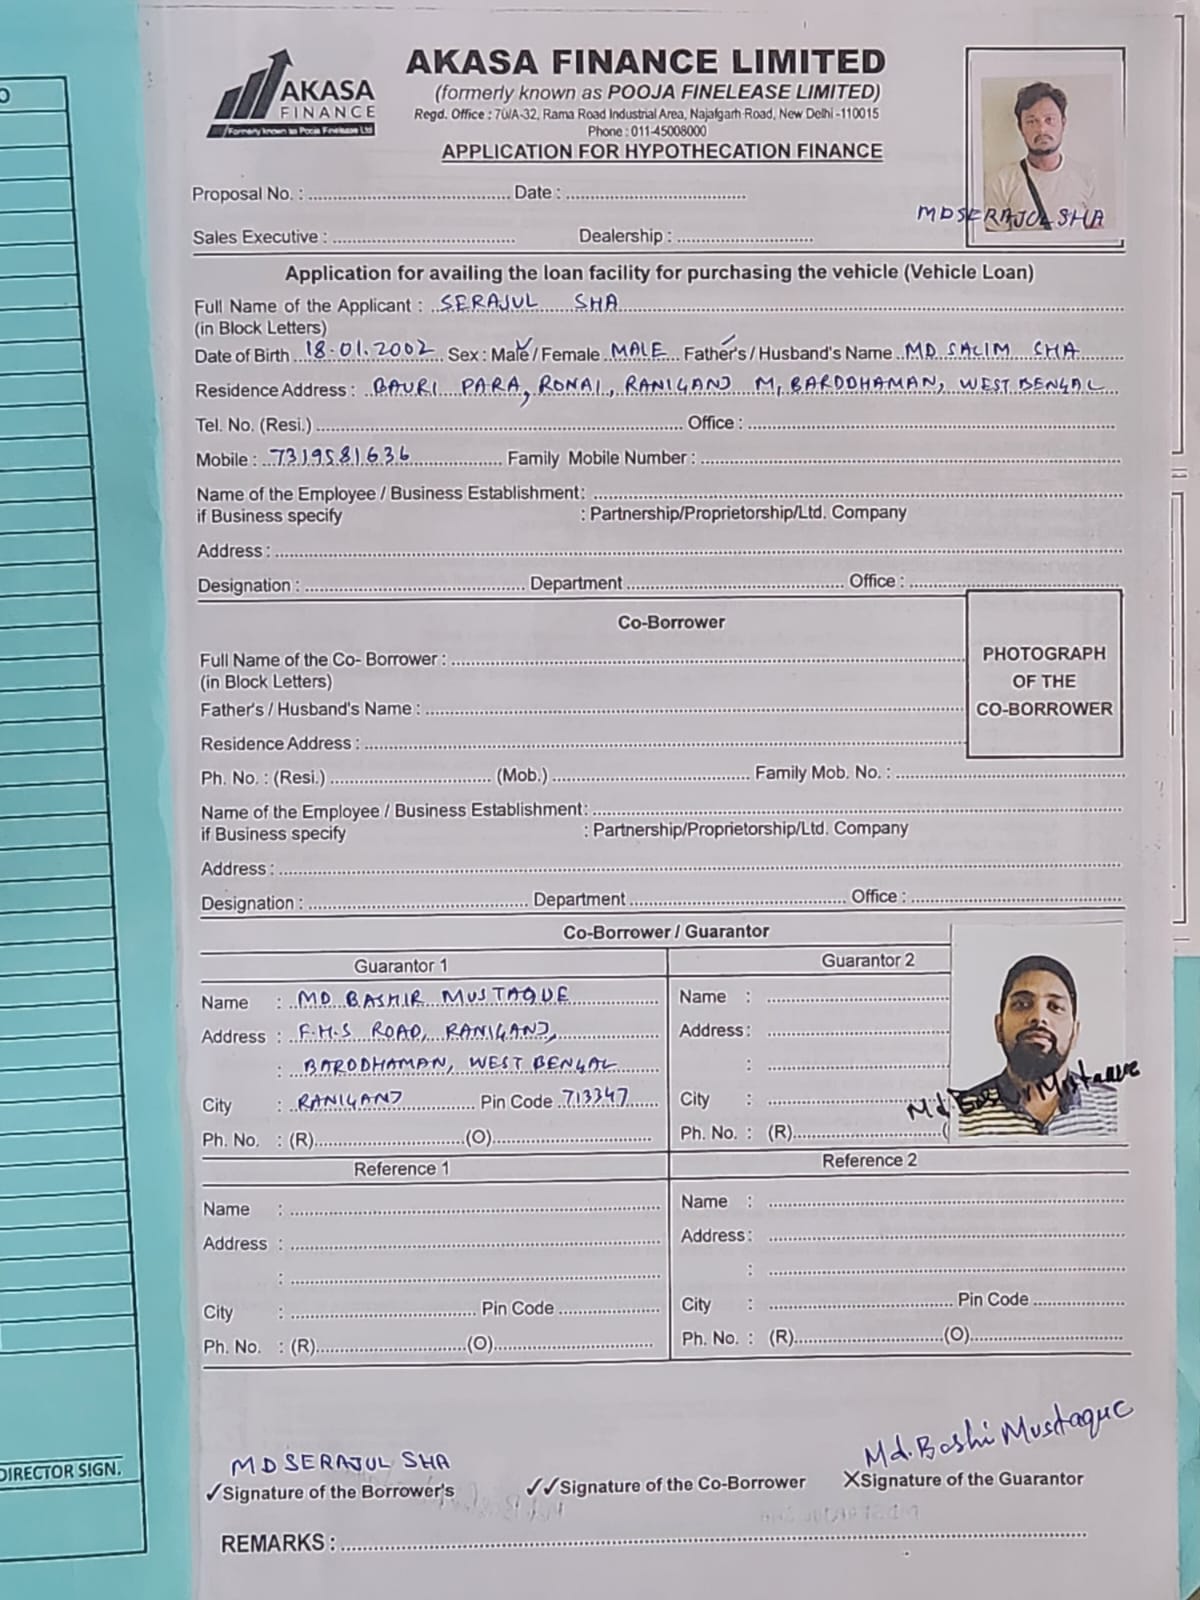 AKASA
FINANCE
Formerly known as Pooja Finelease Ltd
AKASA FINANCE LIMITED
(formerly known as POOJA FINELEASE LIMITED)
Regd. Office : 70/A-32, Rama Road Industrial Area, Najafgarh Road, New Delhi -110015
Phone : 011-45008000
APPLICATION FOR HYPOTHECATION FINANCE
Proposal No. : Date :
MD SERAJUL SHA
Sales Executive : Dealership :
Application for availing the loan facility for purchasing the vehicle (Vehicle Loan)
Full Name of the Applicant : SERAJUL SHA
(in Block Letters)
Date of Birth 18.01.2002 Sex : Male / Female MALE Father's / Husband's Name MD SALIM SHA
Residence Address : BAURI PARA, RONAI, RANIGANJ M, BARDDHAMAN, WEST BENGAL
Tel. No. (Resi.) Office :
Mobile : 7319581636 Family Mobile Number :
Name of the Employee / Business Establishment:
if Business specify : Partnership/Proprietorship/Ltd. Company
Address :
Designation : Department Office :
Co-Borrower
Full Name of the Co- Borrower :
(in Block Letters)
PHOTOGRAPH
OF THE
CO-BORROWER
Father's / Husband's Name :
Residence Address :
Ph. No. : (Resi.) (Mob.) Family Mob. No. :
Name of the Employee / Business Establishment:
if Business specify : Partnership/Proprietorship/Ltd. Company
Address :
Designation : Department Office :
Co-Borrower / Guarantor
Guarantor 1 Guarantor 2
Name : MD BASHIR MUSTAQUE Name :
Address : F.H.S ROAD, RANIGANJ, Address :
: BARDDHAMAN, WEST BENGAL :
City : RANIGANJ Pin Code 713347 City :
Md. Mustaque
Ph. No. : (R) (O) Ph. No. : (R) (
Reference 1 Reference 2
Name : Name :
Address : Address :
: :
City : Pin Code City : Pin Code
Ph. No. : (R) (O) Ph. No. : (R) (O)
MD SERAJUL SHA Md. Boshi Mustaque
✓Signature of the Borrower's ✓✓Signature of the Co-Borrower XSignature of the Guarantor
REMARKS :
DIRECTOR SIGN.